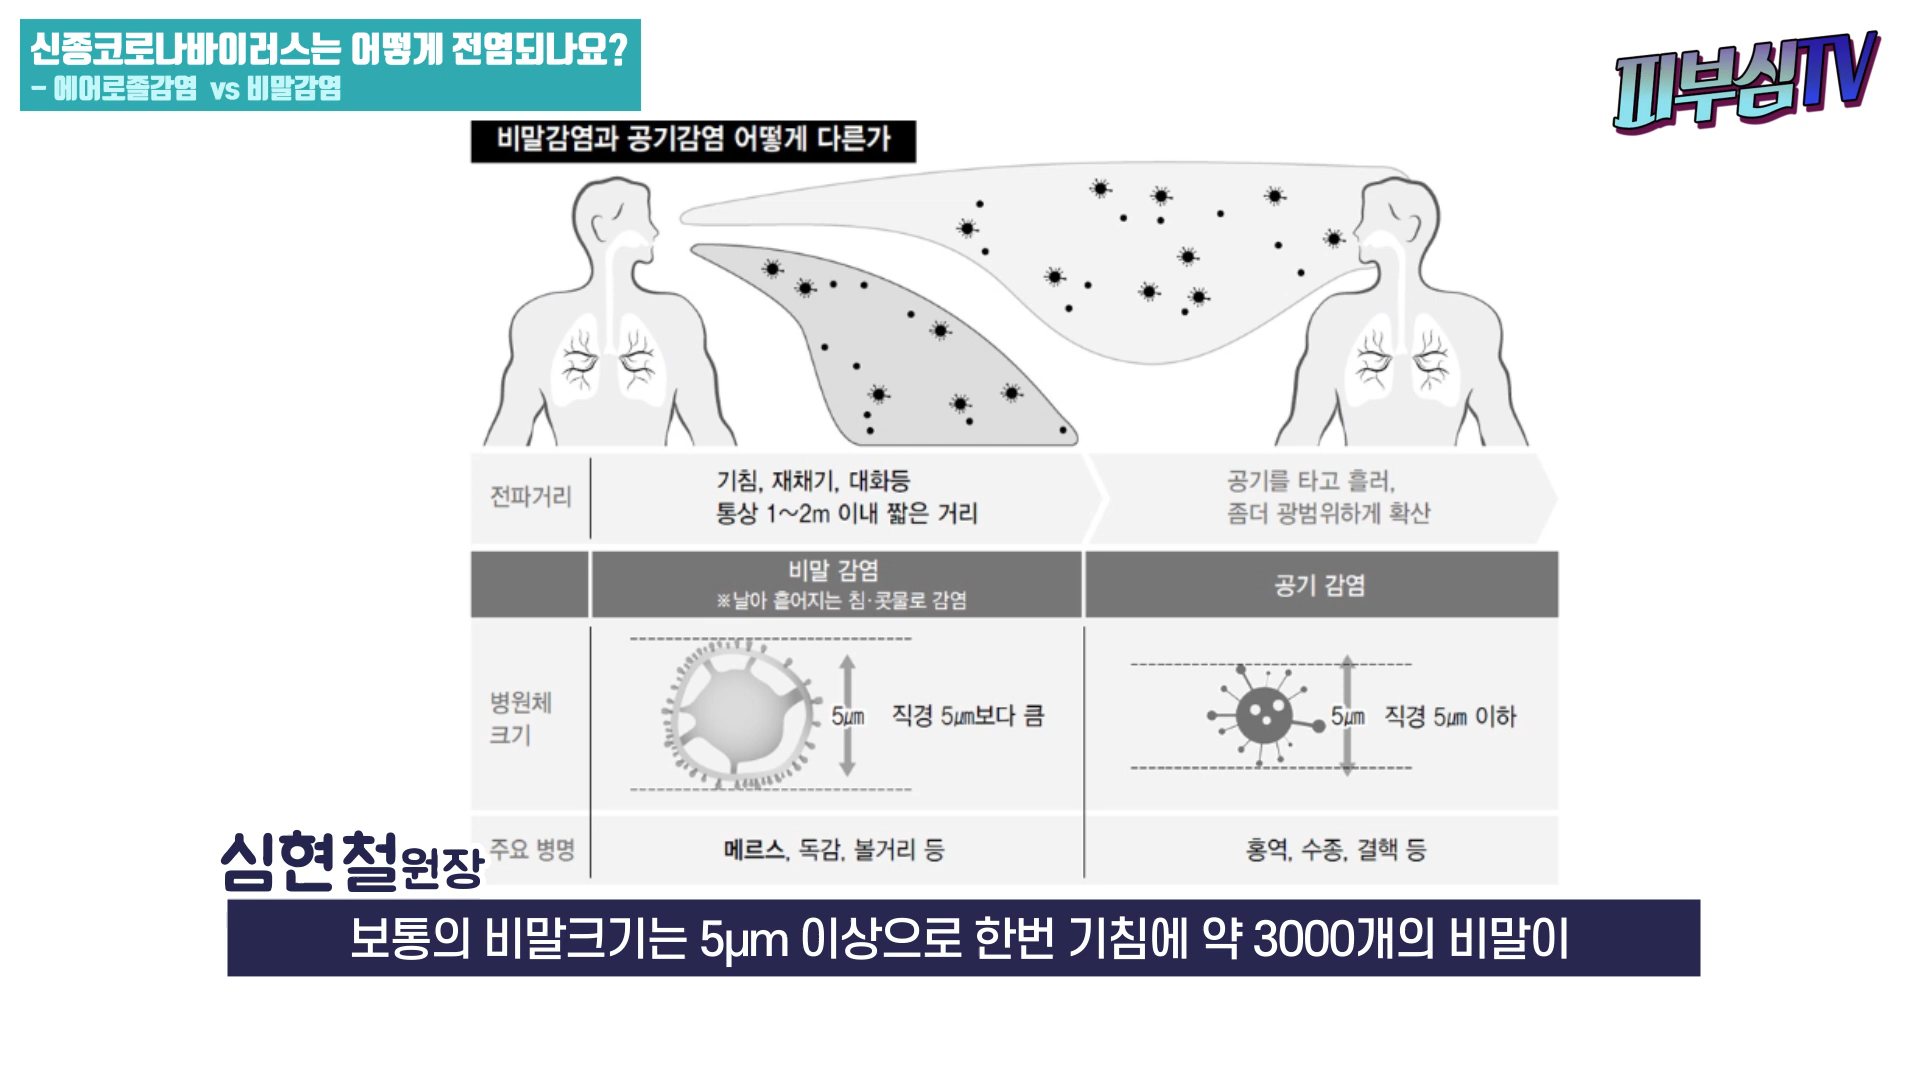 신종코로나바이러스는 어떻게 전염되나요?
- 에어로졸감염 vs 비말감염
피부심TV
비말감염과 공기감염 어떻게 다른가
전파거리
기침, 재채기, 대화등
통상 1~2m 이내 짧은 거리
공기를 타고 흘러,
좀더 광범위하게 확산
비말 감염
※날아 흩어지는 침·콧물로 감염
공기 감염
병원체
크기
5㎛
직경 5㎛보다 큼
5㎛
직경 5㎛ 이하
주요 병명
메르스, 독감, 볼거리 등
홍역, 수종, 결핵 등
심현철원장
보통의 비말크기는 5μm 이상으로 한번 기침에 약 3000개의 비말이